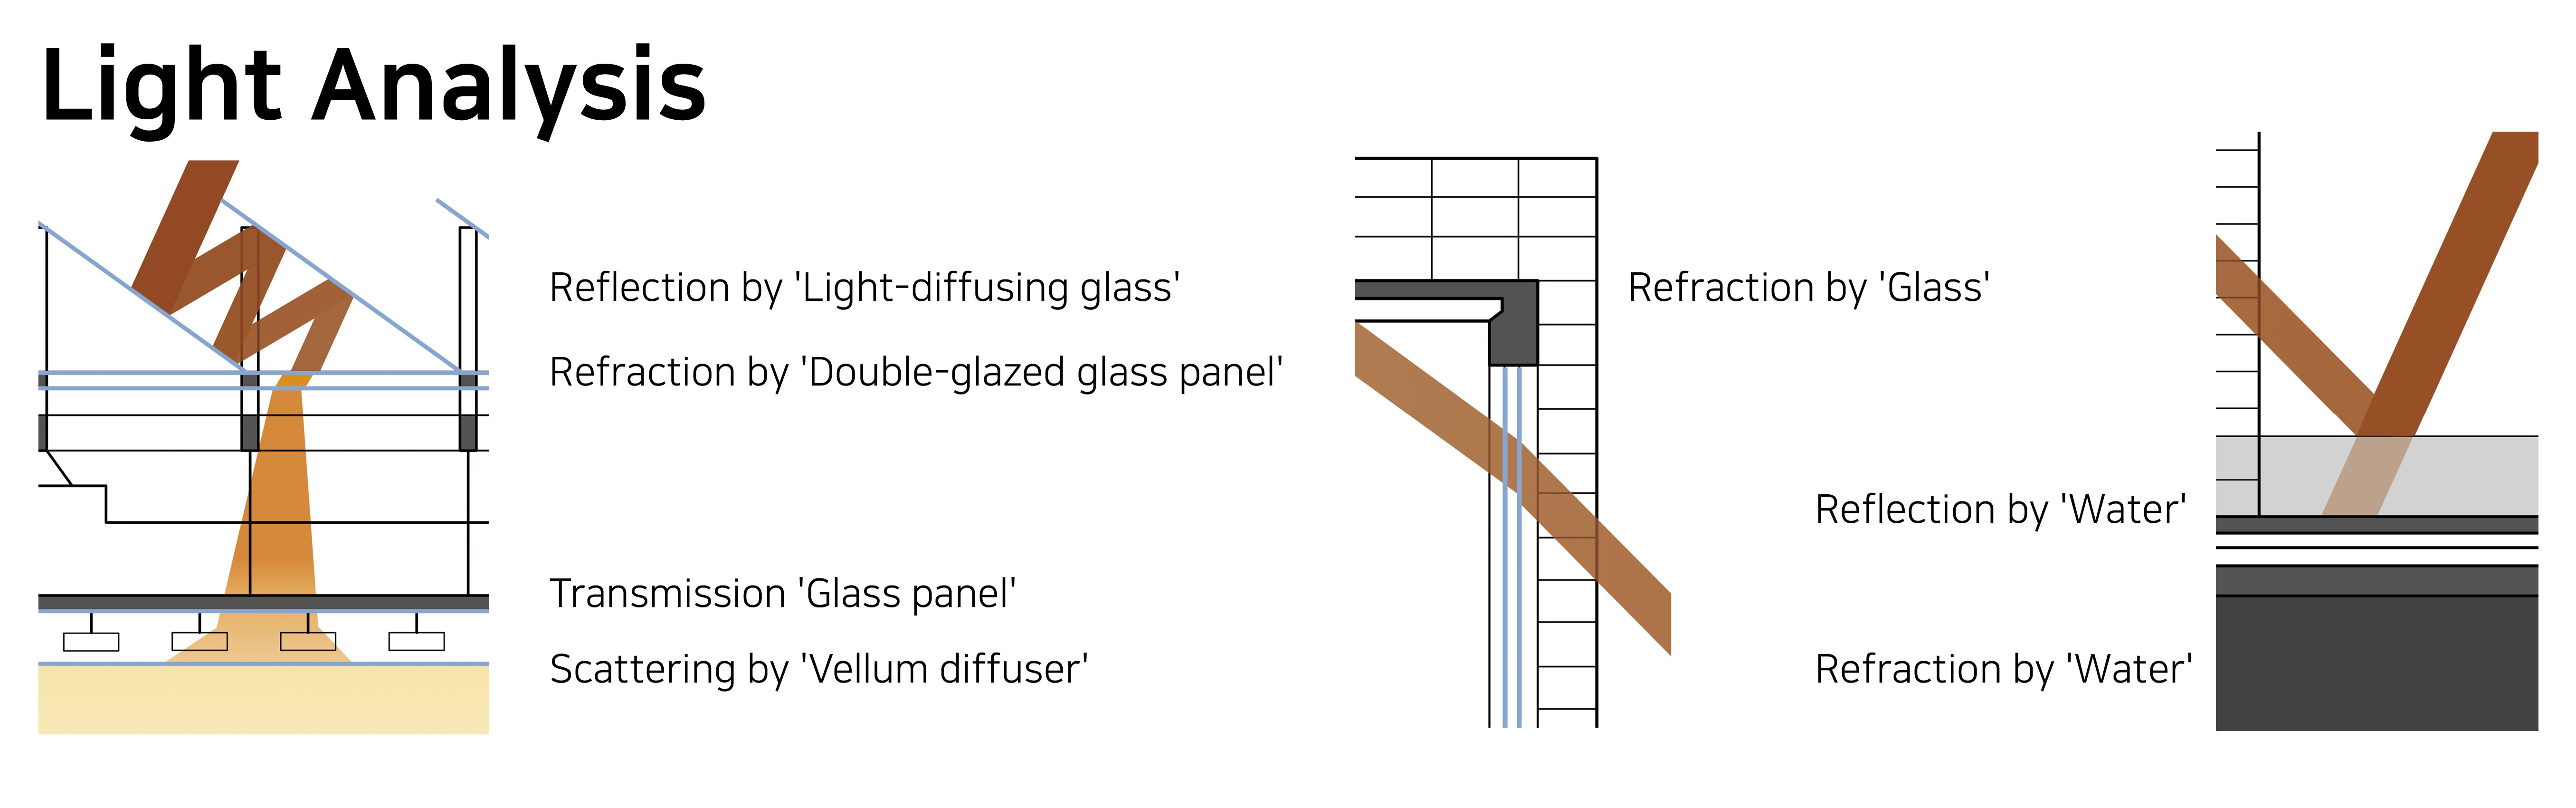 Light Analysis
Reflection by 'Light-diffusing glass'
Refraction by 'Double-glazed glass panel'
Transmission 'Glass panel'
Scattering by 'Vellum diffuser'
Refraction by 'Glass'
Reflection by 'Water'
Refraction by 'Water'